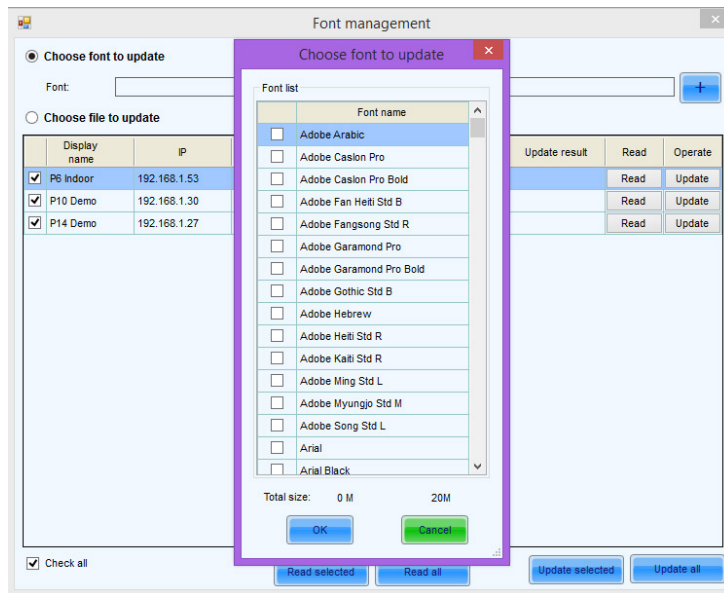 Font management
Choose font to update
Font:
+
Choose file to update
Display name IP Update result Read Operate
P6 Indoor 192.168.1.53 Read Update
P10 Demo 192.168.1.30 Read Update
P14 Demo 192.168.1.27 Read Update
Check all
Read selected Read all Update selected Update all
Choose font to update
Font list
Font name
Adobe Arabic
Adobe Caslon Pro
Adobe Caslon Pro Bold
Adobe Fan Heiti Std B
Adobe Fangsong Std R
Adobe Garamond Pro
Adobe Garamond Pro Bold
Adobe Gothic Std B
Adobe Hebrew
Adobe Heiti Std R
Adobe Kaiti Std R
Adobe Ming Std L
Adobe Myungjo Std M
Adobe Song Std L
Arial
Arial Black
Total size: 0 M 20M
OK Cancel